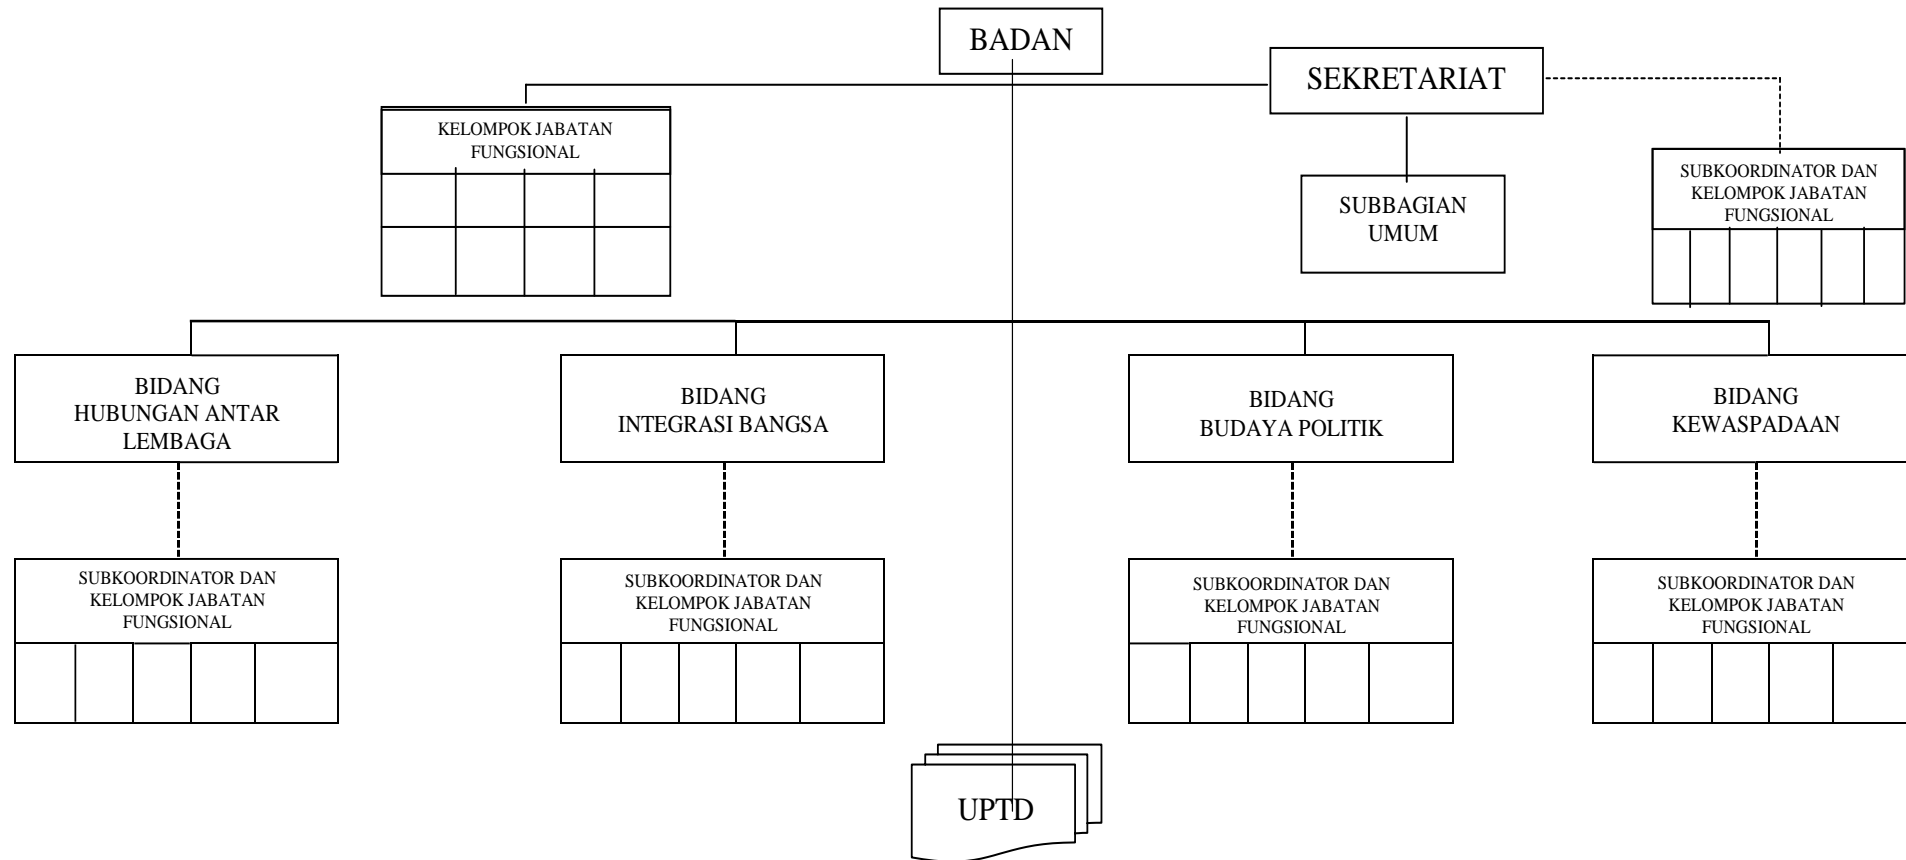 BADAN
SEKRETARIAT
KELOMPOK JABATAN
FUNGSIONAL
SUBBAGIAN
UMUM
SUBKOORDINATOR DAN
KELOMPOK JABATAN
FUNGSIONAL
BIDANG
HUBUNGAN ANTAR
LEMBAGA
BIDANG
INTEGRASI BANGSA
BIDANG
BUDAYA POLITIK
BIDANG
KEWASPADAAN
SUBKOORDINATOR DAN
KELOMPOK JABATAN
FUNGSIONAL
SUBKOORDINATOR DAN
KELOMPOK JABATAN
FUNGSIONAL
SUBKOORDINATOR DAN
KELOMPOK JABATAN
FUNGSIONAL
SUBKOORDINATOR DAN
KELOMPOK JABATAN
FUNGSIONAL
UPTD